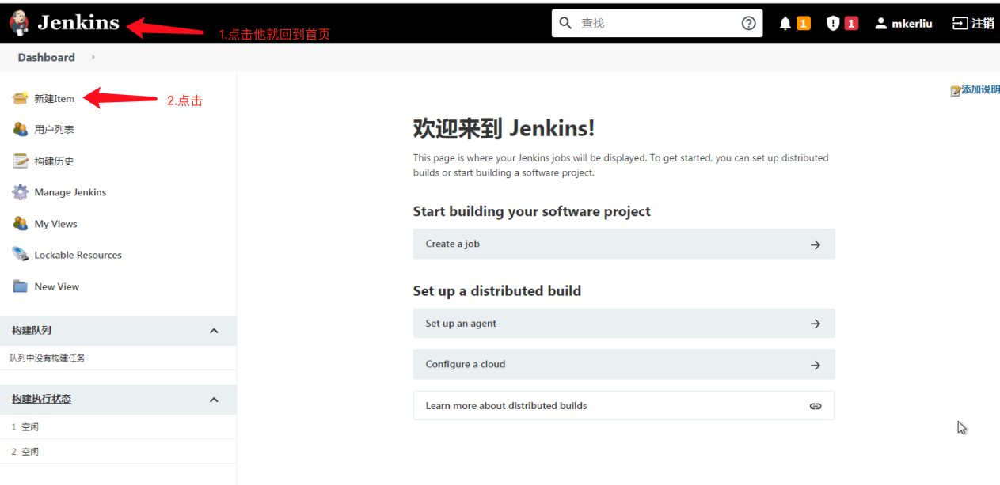 Jenkins
1.点击他就回到首页
查找
1
1
mkerliu
注销
Dashboard
新建Item
2.点击
用户列表
构建历史
Manage Jenkins
My Views
Lockable Resources
New View
构建队列
队列中没有构建任务
构建执行状态
1 空闲
2 空闲
添加说明
欢迎来到 Jenkins!
This page is where your Jenkins jobs will be displayed. To get started, you can set up distributed
builds or start building a software project.
Start building your software project
Create a job
Set up a distributed build
Set up an agent
Configure a cloud
Learn more about distributed builds